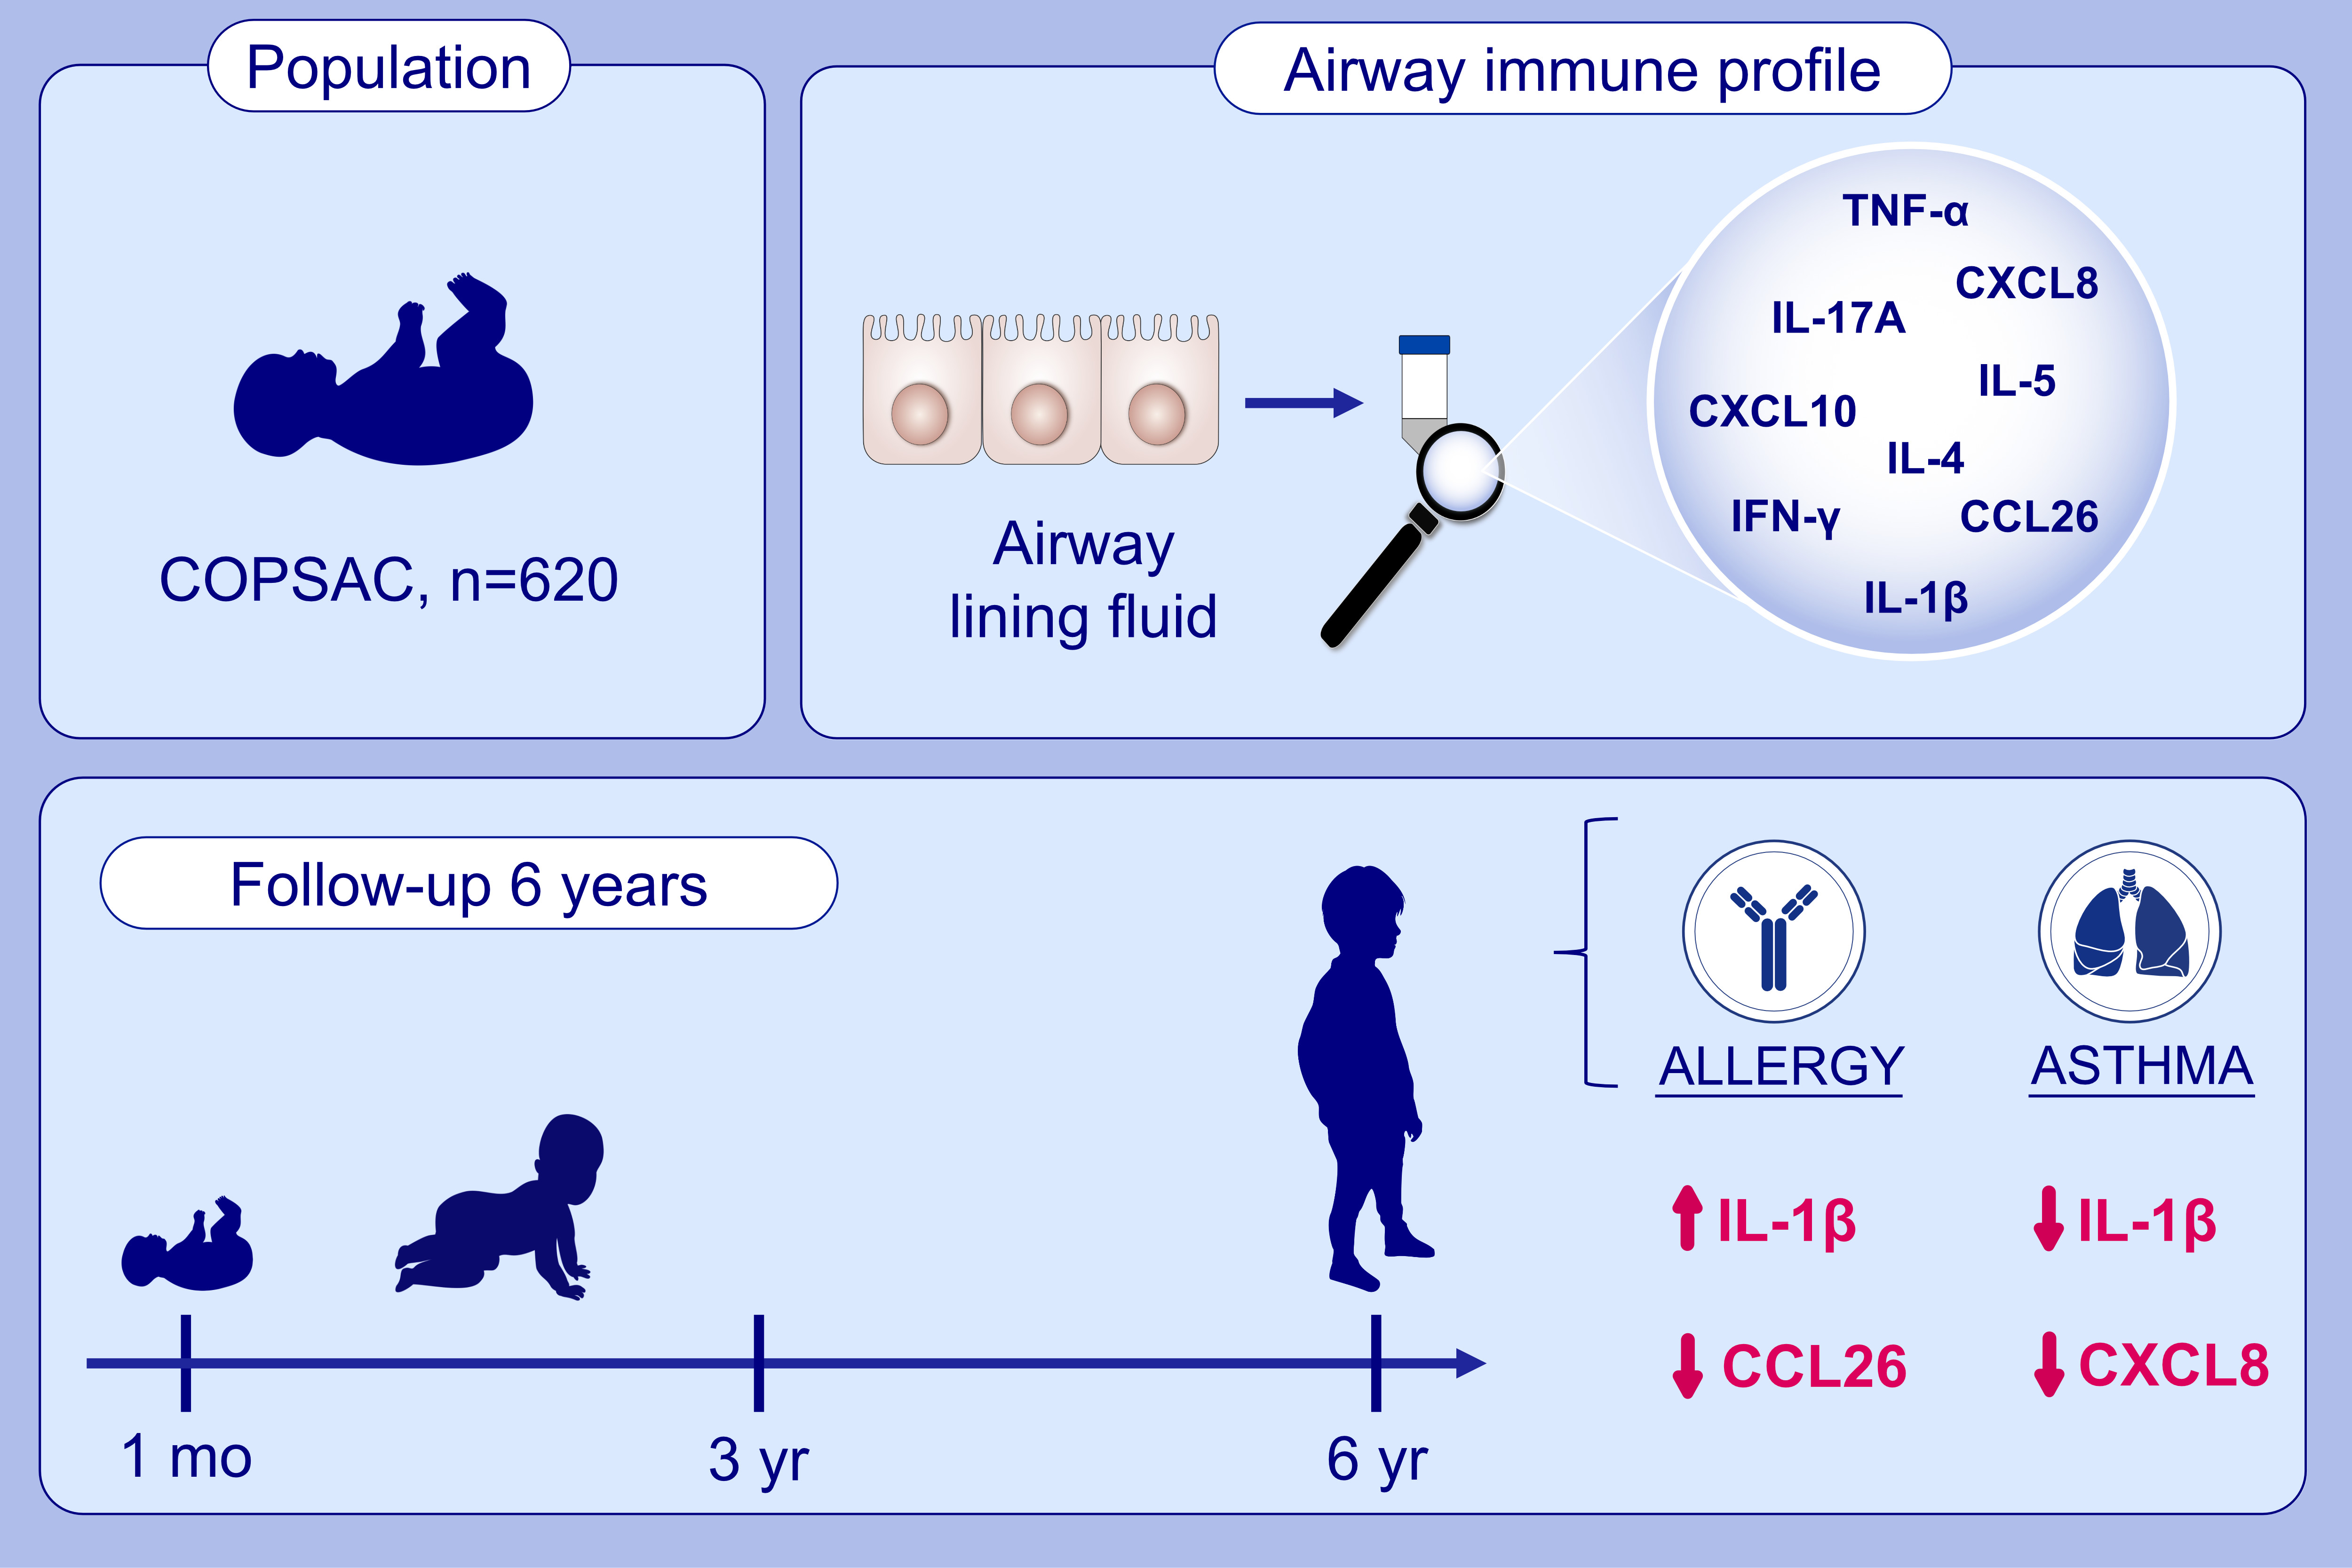 Population
COPSAC, n=620
Airway immune profile
Airway
lining fluid
TNF-α
CXCL8
IL-17A
IL-5
CXCL10
IL-4
IFN-γ
CCL26
IL-1β
Follow-up 6 years
1 mo
3 yr
6 yr
ALLERGY
ASTHMA
IL-1β
IL-1β
CCL26
CXCL8